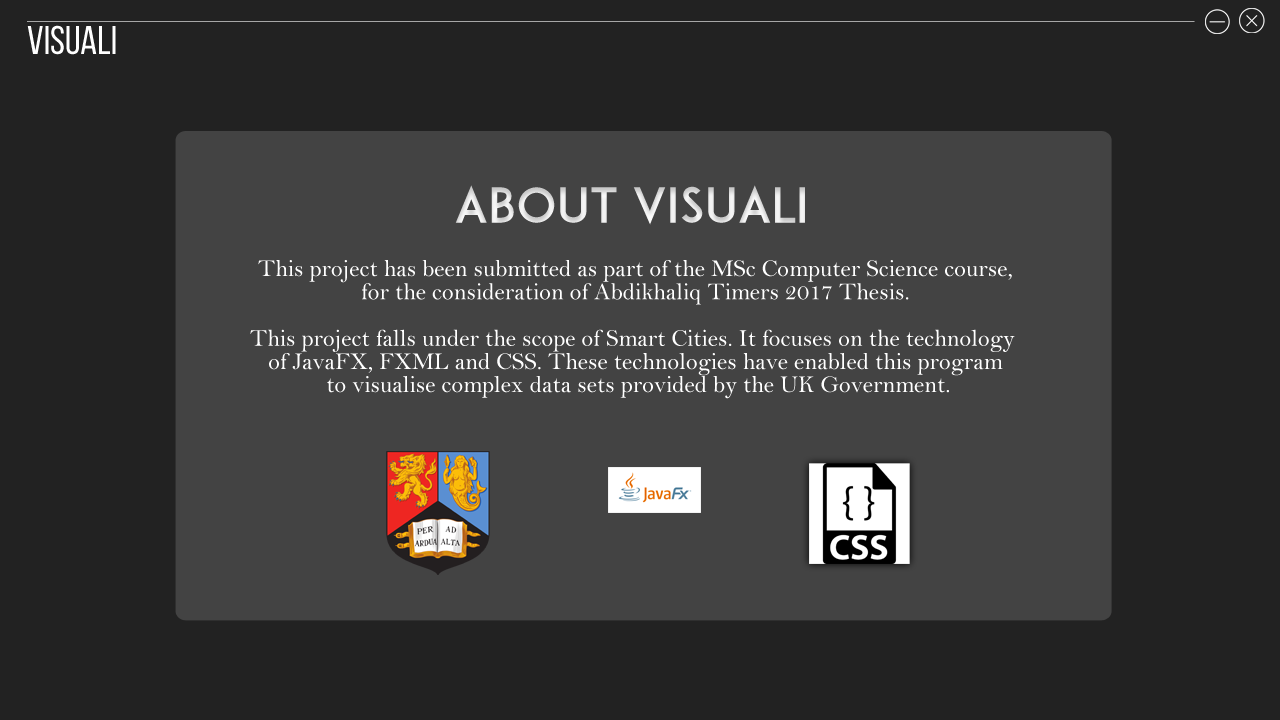 VISUALI
ABOUT VISUALI
This project has been submitted as part of the MSc Computer Science course,
for the consideration of Abdikhaliq Timers 2017 Thesis.
This project falls under the scope of Smart Cities. It focuses on the technology
of JavaFX, FXML and CSS. These technologies have enabled this program
to visualise complex data sets provided by the UK Government.
PER AD
ARDUA ALTA
JavaFX
{ }
CSS